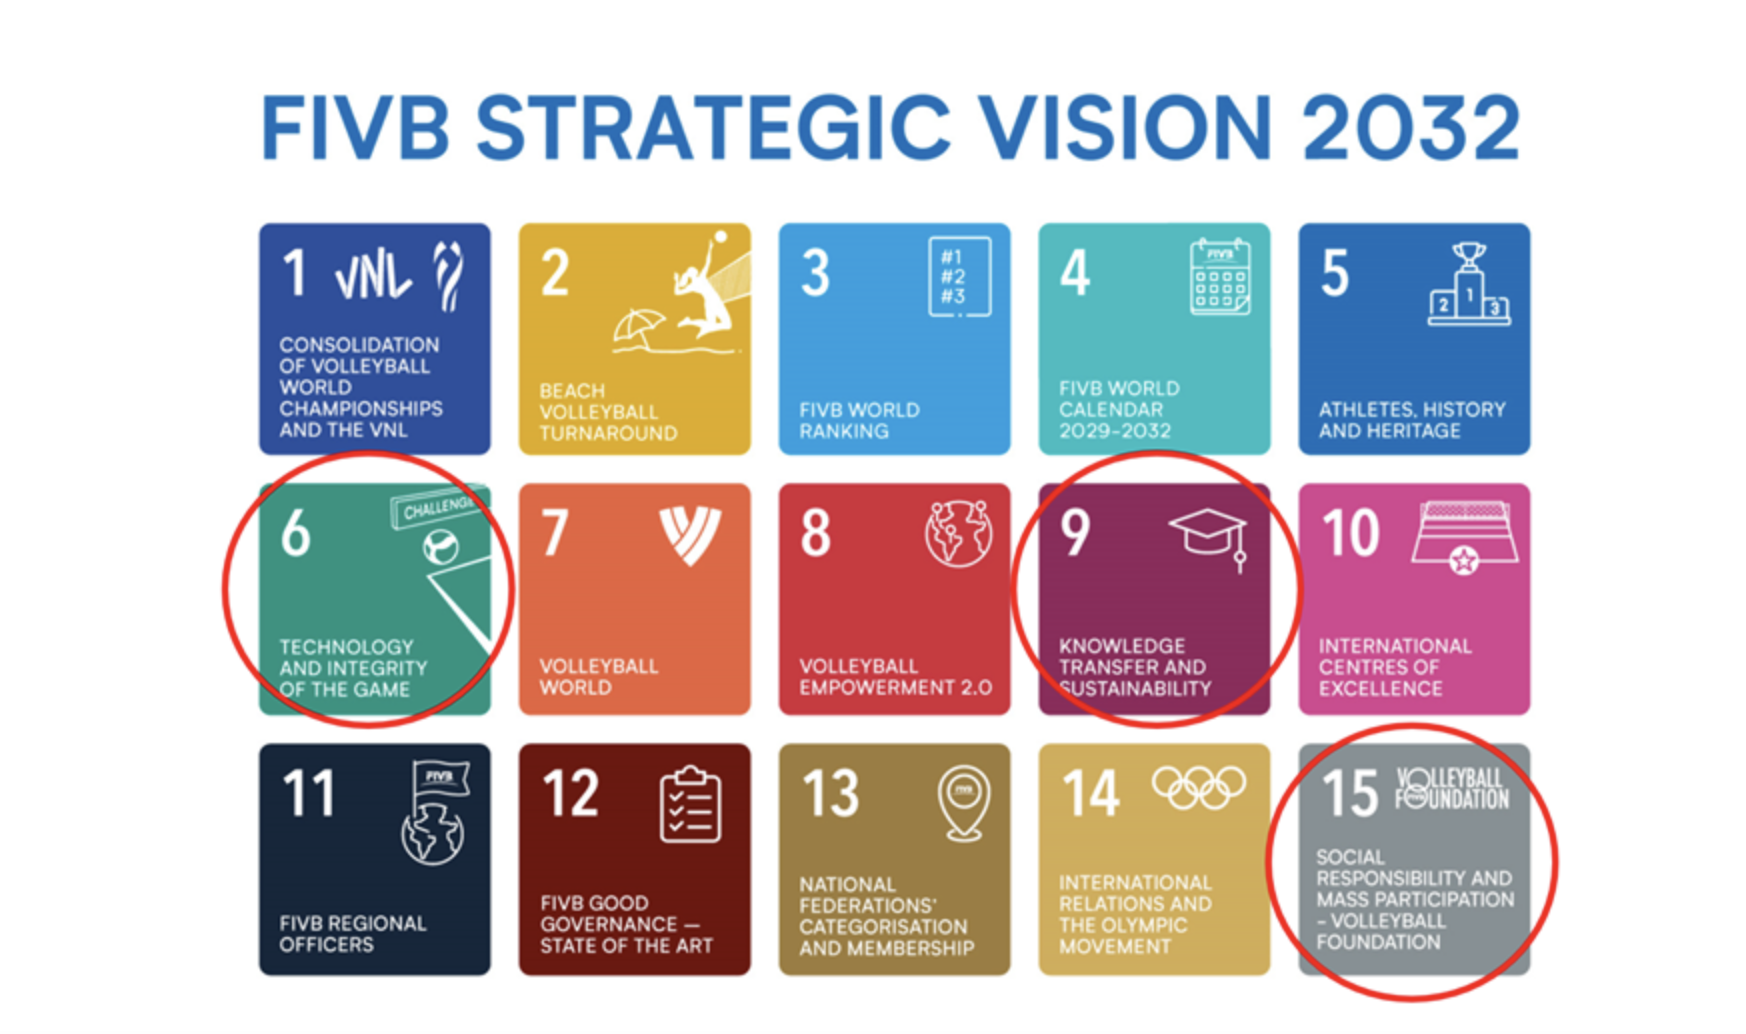 FIVB STRATEGIC VISION 2032
1 VNL
CONSOLIDATION
OF VOLLEYBALL
WORLD
CHAMPIONSHIPS
AND THE VNL
2
BEACH
VOLLEYBALL
TURNAROUND
3
#1
#2
#3
FIVB WORLD
RANKING
4
FIVB
FIVB WORLD
CALENDAR
2029-2032
5
2 1 3
ATHLETES, HISTORY
AND HERITAGE
6
CHALLENGE
TECHNOLOGY
AND INTEGRITY
OF THE GAME
7
VOLLEYBALL
WORLD
8
VOLLEYBALL
EMPOWERMENT 2.0
9
KNOWLEDGE
TRANSFER AND
SUSTAINABILITY
10
INTERNATIONAL
CENTRES OF
EXCELLENCE
11
FIVB
FIVB REGIONAL
OFFICERS
12
FIVB GOOD
GOVERNANCE —
STATE OF THE ART
13
FIVB
NATIONAL
FEDERATIONS'
CATEGORISATION
AND MEMBERSHIP
14
INTERNATIONAL
RELATIONS AND
THE OLYMPIC
MOVEMENT
15
VOLLEYBALL
FOUNDATION
SOCIAL
RESPONSIBILITY AND
MASS PARTICIPATION
– VOLLEYBALL
FOUNDATION